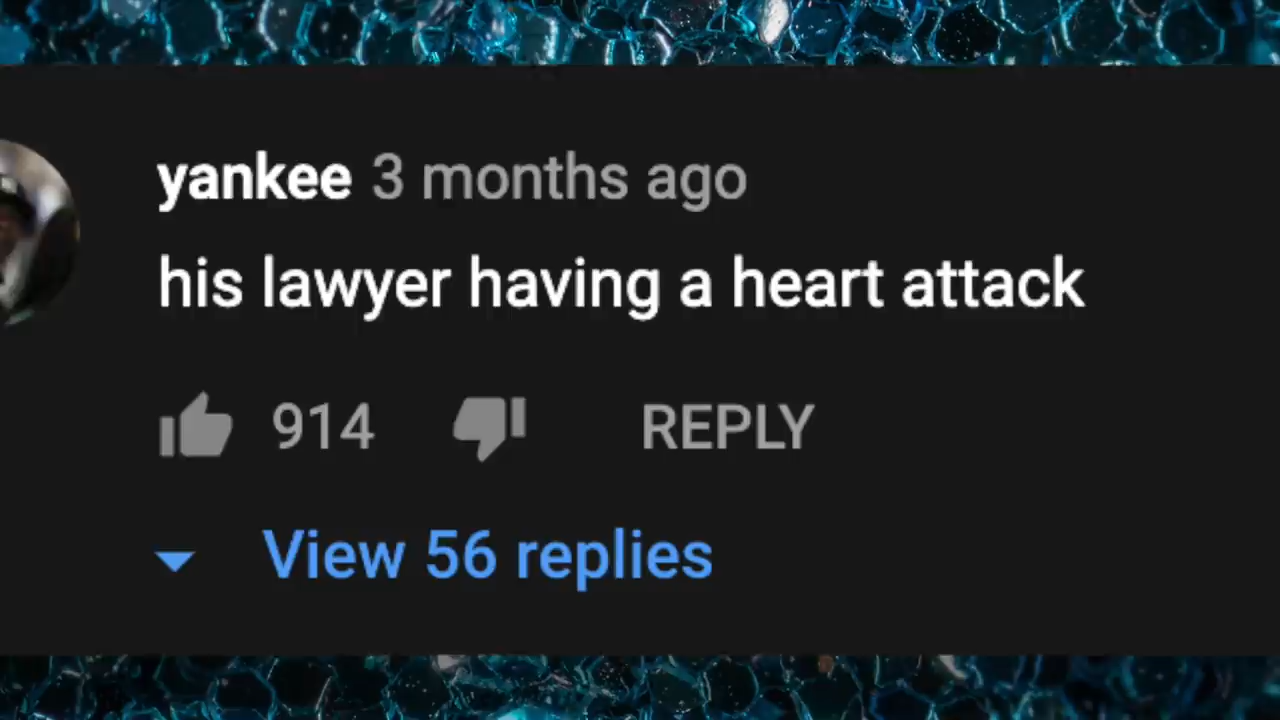 yankee 3 months ago
his lawyer having a heart attack
914 REPLY
View 56 replies